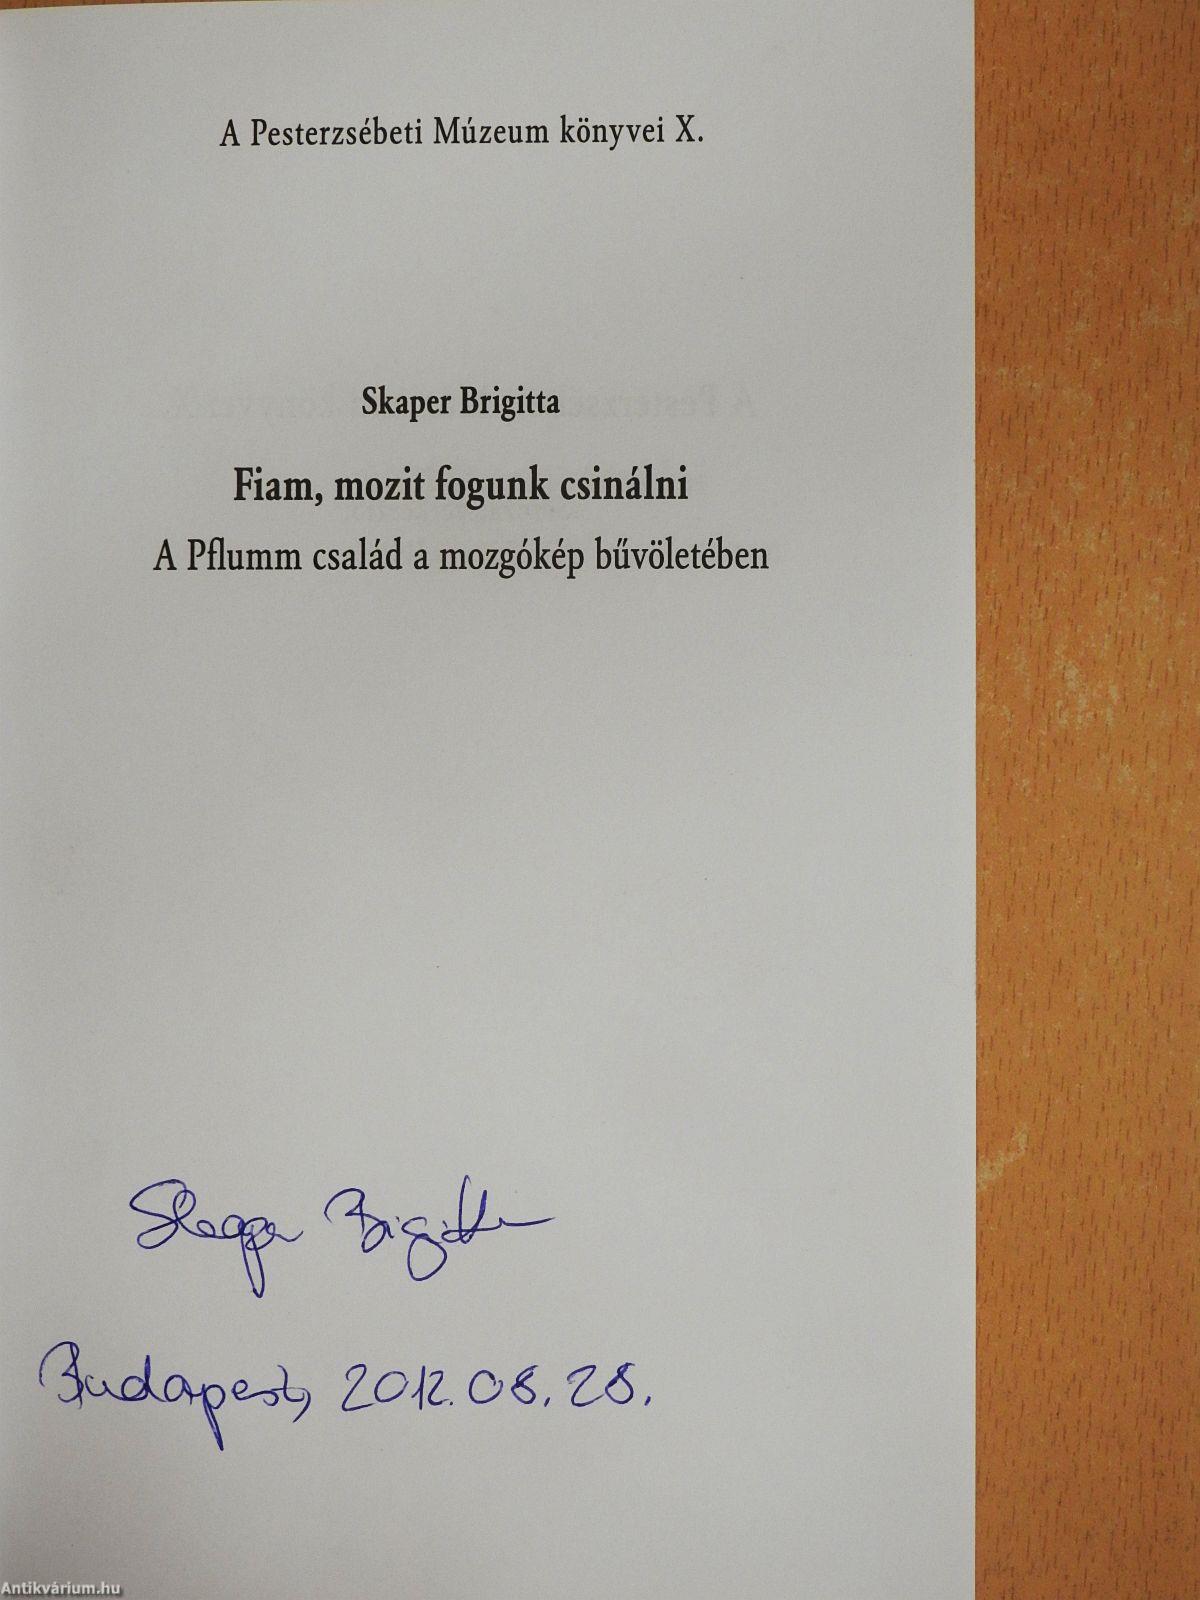 A Pesterzsébeti Múzeum könyvei X.
Skaper Brigitta
Fiam, mozit fogunk csinálni
A Pflumm család a mozgókép bűvöletében
Skaper Brigitta
Budapest, 2012.08.28.
Antikvárium.hu